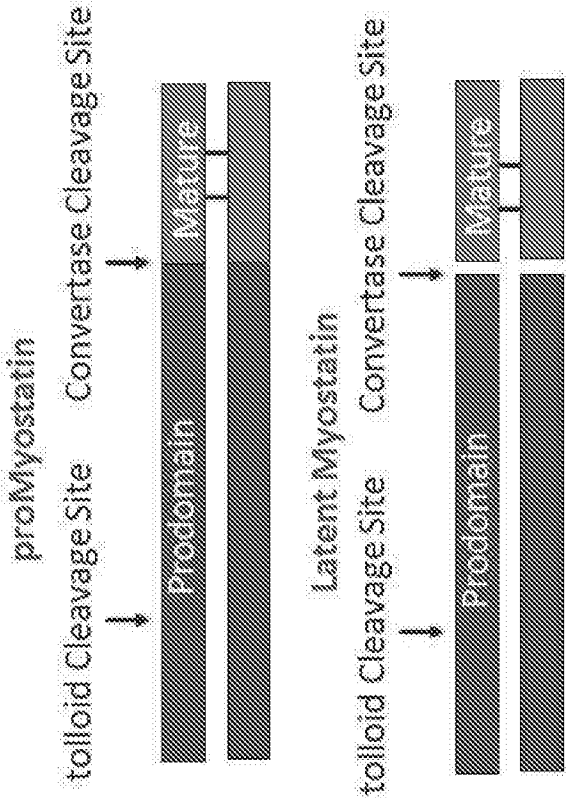 proMyostatin
tolloid Cleavage Site
Convertase Cleavage Site
Prodomain
Mature
Latent Myostatin
tolloid Cleavage Site
Convertase Cleavage Site
Prodomain
Mature